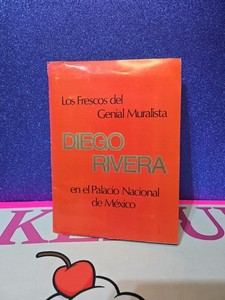 Los Frescos del
Genial Muralista
DIEGO
RIVERA
en el Palacio Nacional
de México